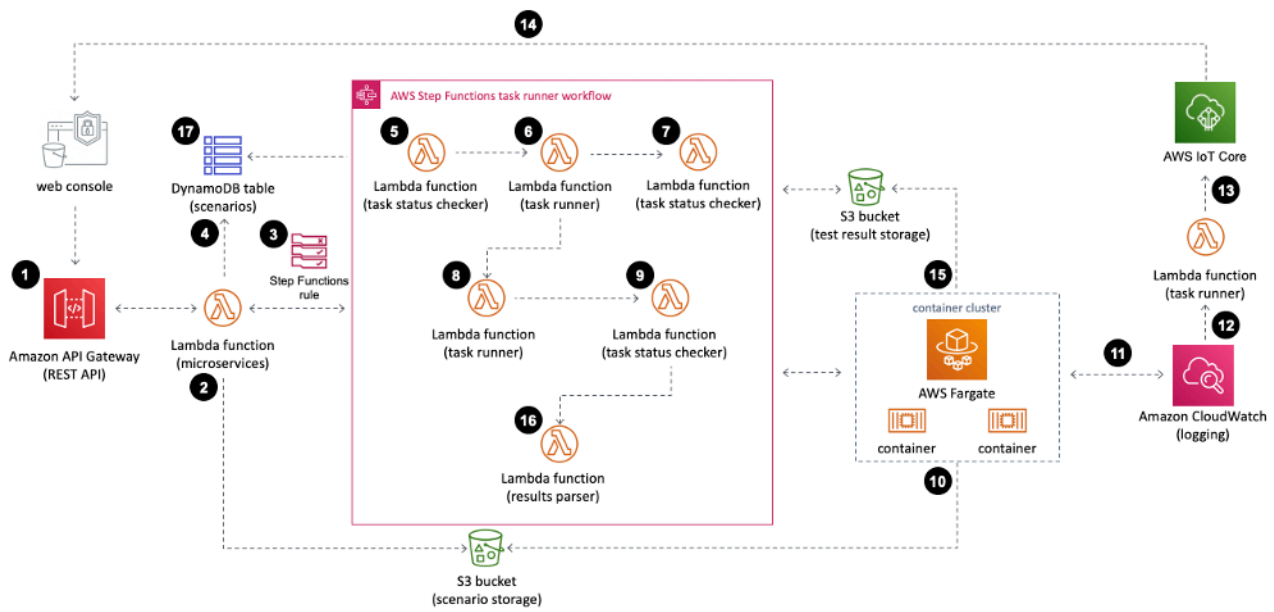 14
AWS Step Functions task runner workflow
17
5
6
7
web console
DynamoDB table
(scenarios)
Lambda function
(task status checker)
Lambda function
(task runner)
Lambda function
(task status checker)
AWS IoT Core
13
S3 bucket
(test result storage)
4
3
Step Functions
rule
1
8
9
15
Lambda function
(task runner)
container cluster
12
Amazon API Gateway
(REST API)
Lambda function
(microservices)
2
Lambda function
(task runner)
Lambda function
(task status checker)
11
AWS Fargate
Amazon CloudWatch
(logging)
16
container
container
Lambda function
(results parser)
10
S3 bucket
(scenario storage)